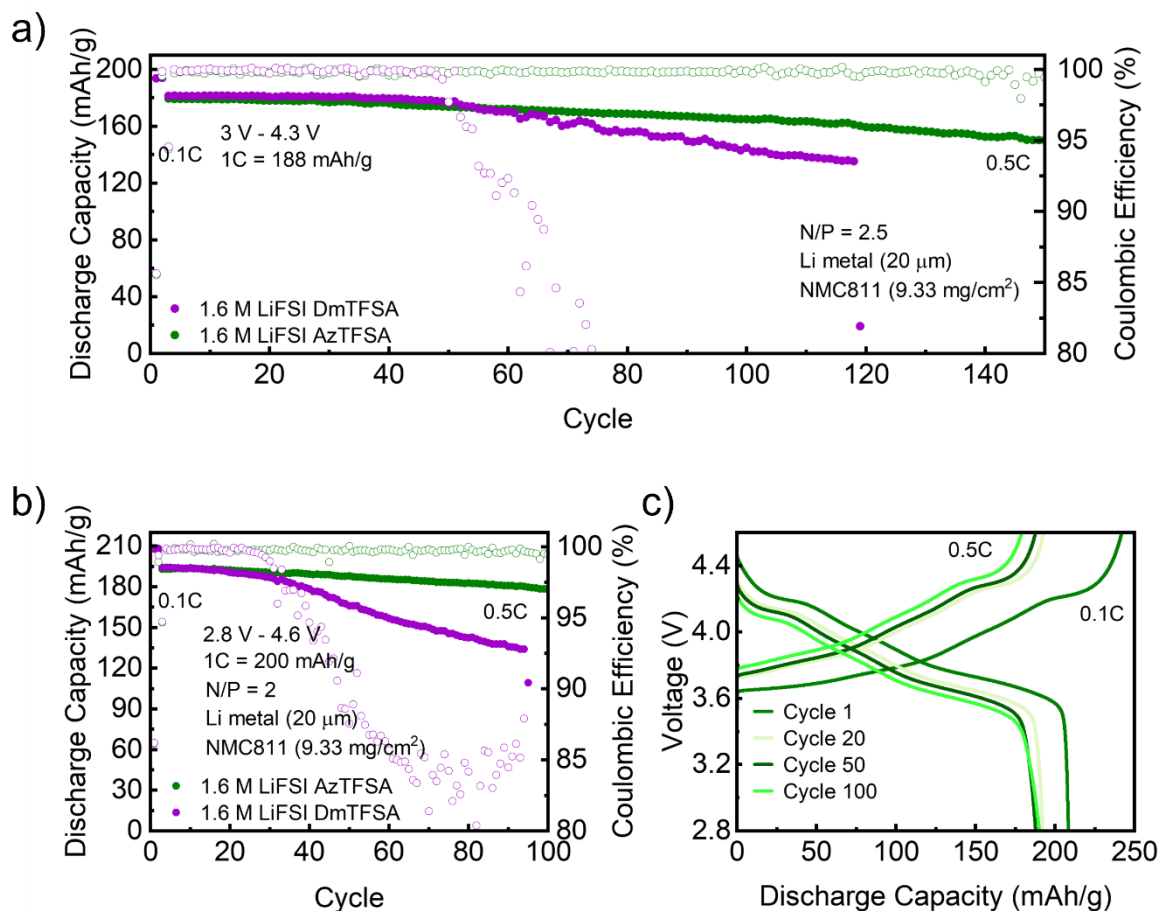 a)
Discharge Capacity (mAh/g)
200
160
120
80
40
0
0.1C
3 V - 4.3 V
1C = 188 mAh/g
0.5C
N/P = 2.5
Li metal (20 μm)
NMC811 (9.33 mg/cm²)
1.6 M LiFSI DmTFSA
1.6 M LiFSI AzTFSA
100
95
90
85
80
Coulombic Efficiency (%)
0 20 40 60 80 100 120 140
Cycle
b)
Discharge Capacity (mAh/g)
210
180
150
120
90
60
30
0
0.1C
0.5C
2.8 V - 4.6 V
1C = 200 mAh/g
N/P = 2
Li metal (20 μm)
NMC811 (9.33 mg/cm²)
1.6 M LiFSI AzTFSA
1.6 M LiFSI DmTFSA
100
95
90
85
80
Coulombic Efficiency (%)
0 20 40 60 80 100
Cycle
c)
Voltage (V)
4.4
4.0
3.6
3.2
2.8
0.5C
0.1C
Cycle 1
Cycle 20
Cycle 50
Cycle 100
0 50 100 150 200 250
Discharge Capacity (mAh/g)